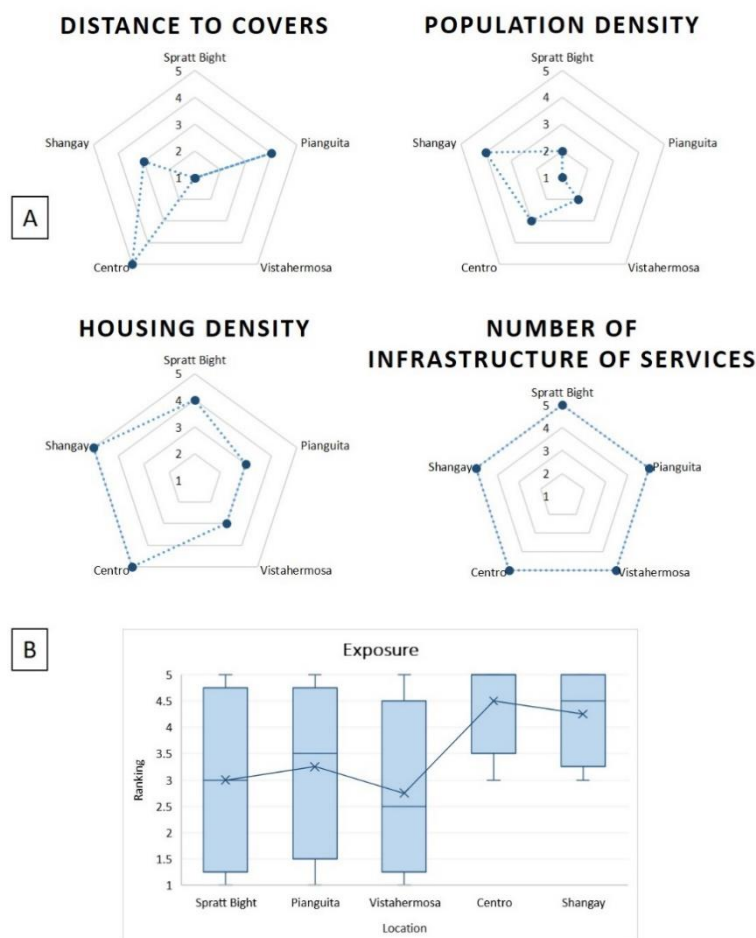 DISTANCE TO COVERS
Spratt Bight
5
4
3
2
1
Shangay
Pianguita
Centro
Vistahermosa
POPULATION DENSITY
Spratt Bight
5
4
3
2
1
Shangay
Pianguita
Centro
Vistahermosa
A
HOUSING DENSITY
Spratt Bight
5
4
3
2
1
Shangay
Pianguita
Centro
Vistahermosa
NUMBER OF
INFRASTRUCTURE OF SERVICES
Spratt Bight
5
4
3
2
1
Shangay
Pianguita
Centro
Vistahermosa
B
Exposure
5
4.5
4
3.5
3
2.5
2
1.5
1
Ranking
Spratt Bight Pianguita Vistahermosa Centro Shangay
Location